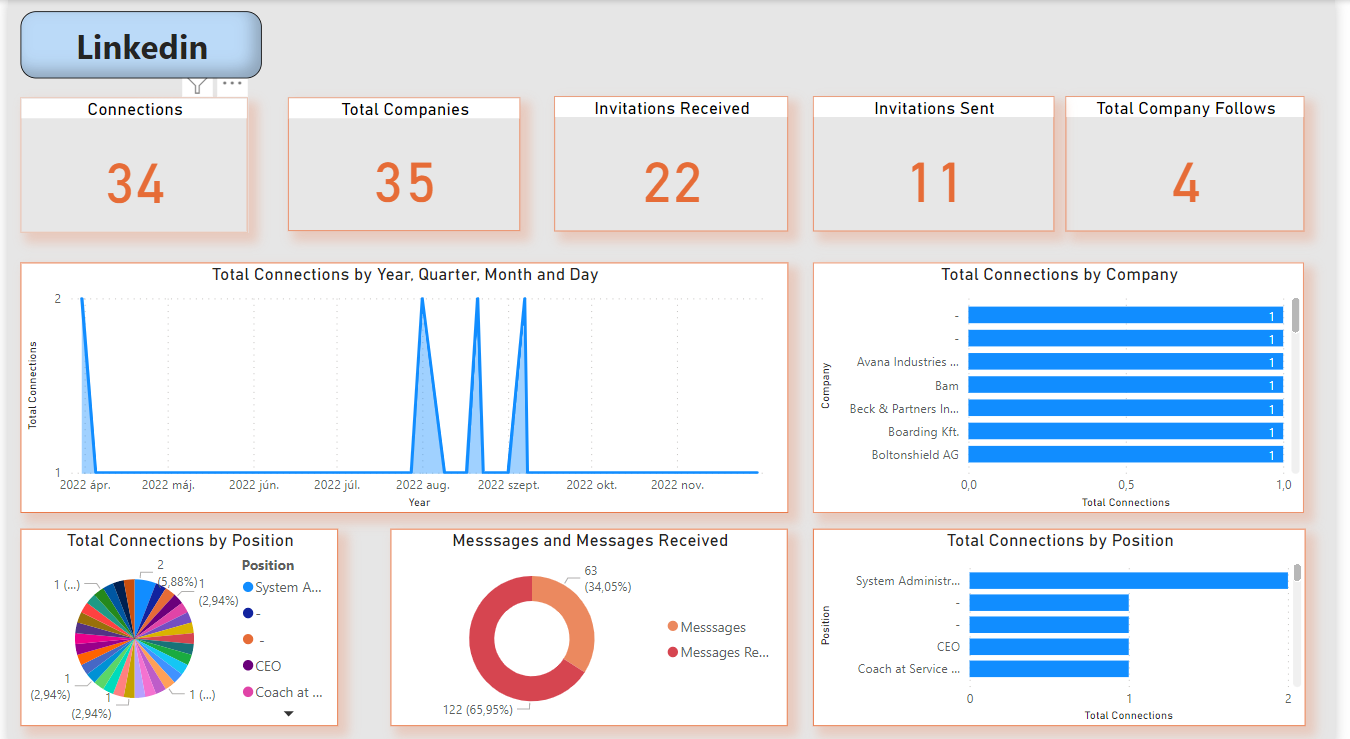 Linkedin
Connections
34
Total Companies
35
Invitations Received
22
Invitations Sent
11
Total Company Follows
4
Total Connections by Year, Quarter, Month and Day
Total Connections
2
1
2022 ápr.
2022 máj.
2022 jún.
2022 júl.
2022 aug.
2022 szept.
2022 okt.
2022 nov.
Year
Total Connections by Company
Company
-
1
-
1
Avana Industries ...
1
Bam
1
Beck & Partners In...
1
Boarding Kft.
1
Boltonshield AG
1
0,0
0,5
1,0
Total Connections
Total Connections by Position
2
(5,88%)
1
(2,94%)
1 (...)
1
(2,94%)
1
(2,94%)
1 (...)
Position
System A...
-
-
CEO
Coach at ...
Messsages and Messages Received
63
(34,05%)
122 (65,95%)
Messsages
Messages Re...
Total Connections by Position
Position
System Administr...
-
-
CEO
Coach at Service ...
0
1
2
Total Connections